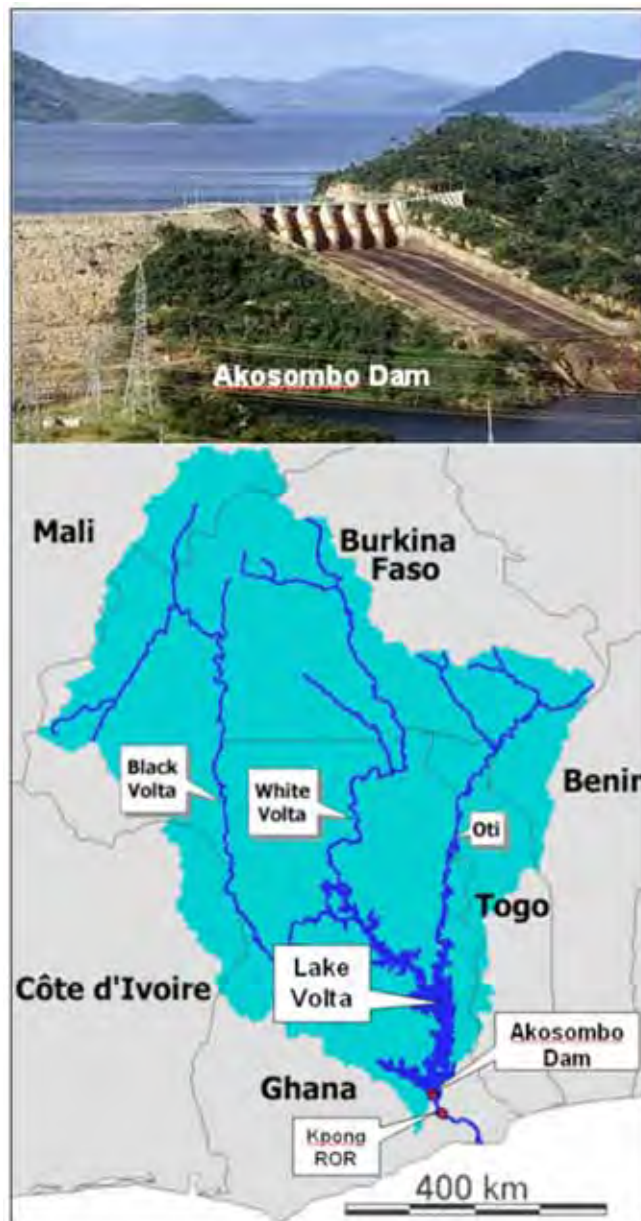 Akosombo Dam
Mali
Burkina
Faso
Black
Volta
White
Volta
Benin
Oti
Togo
Lake
Volta
Côte d'Ivoire
Akosombo
Dam
Ghana
Kpong
ROR
400 km